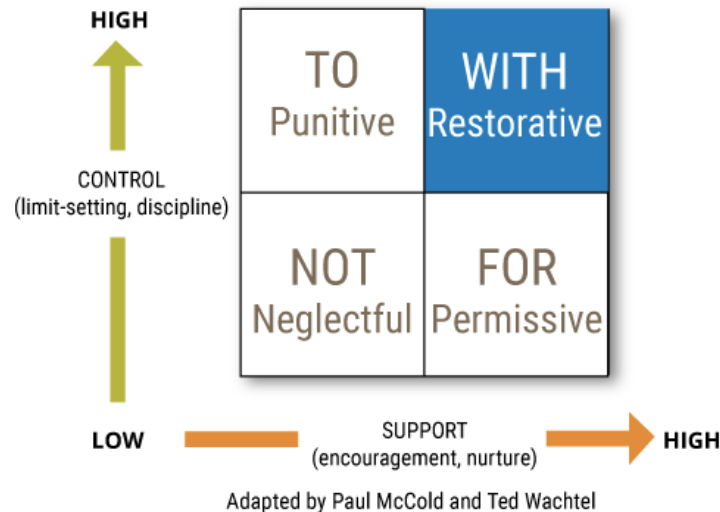 HIGH
TO
Punitive
WITH
Restorative
CONTROL
(limit-setting, discipline)
NOT
Neglectful
FOR
Permissive
LOW
SUPPORT
(encouragement, nurture)
HIGH
Adapted by Paul McCold and Ted Wachtel